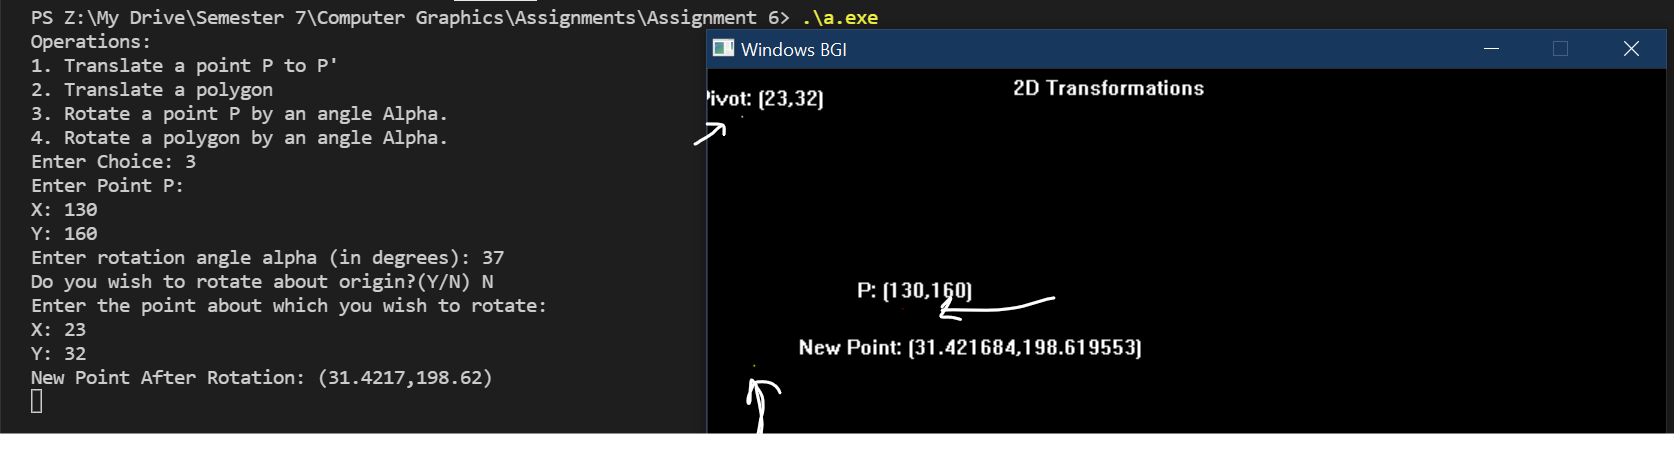 PS Z:\My Drive\Semester 7\Computer Graphics\Assignments\Assignment 6> .\a.exe
Operations:
1. Translate a point P to P'
2. Translate a polygon
3. Rotate a point P by an angle Alpha.
4. Rotate a polygon by an angle Alpha.
Enter Choice: 3
Enter Point P:
X: 130
Y: 160
Enter rotation angle alpha (in degrees): 37
Do you wish to rotate about origin?(Y/N) N
Enter the point about which you wish to rotate:
X: 23
Y: 32
New Point After Rotation: (31.4217,198.62)
Windows BGI
2D Transformations
Pivot: (23,32)
P: (130,160)
New Point: (31.421684,198.619553)